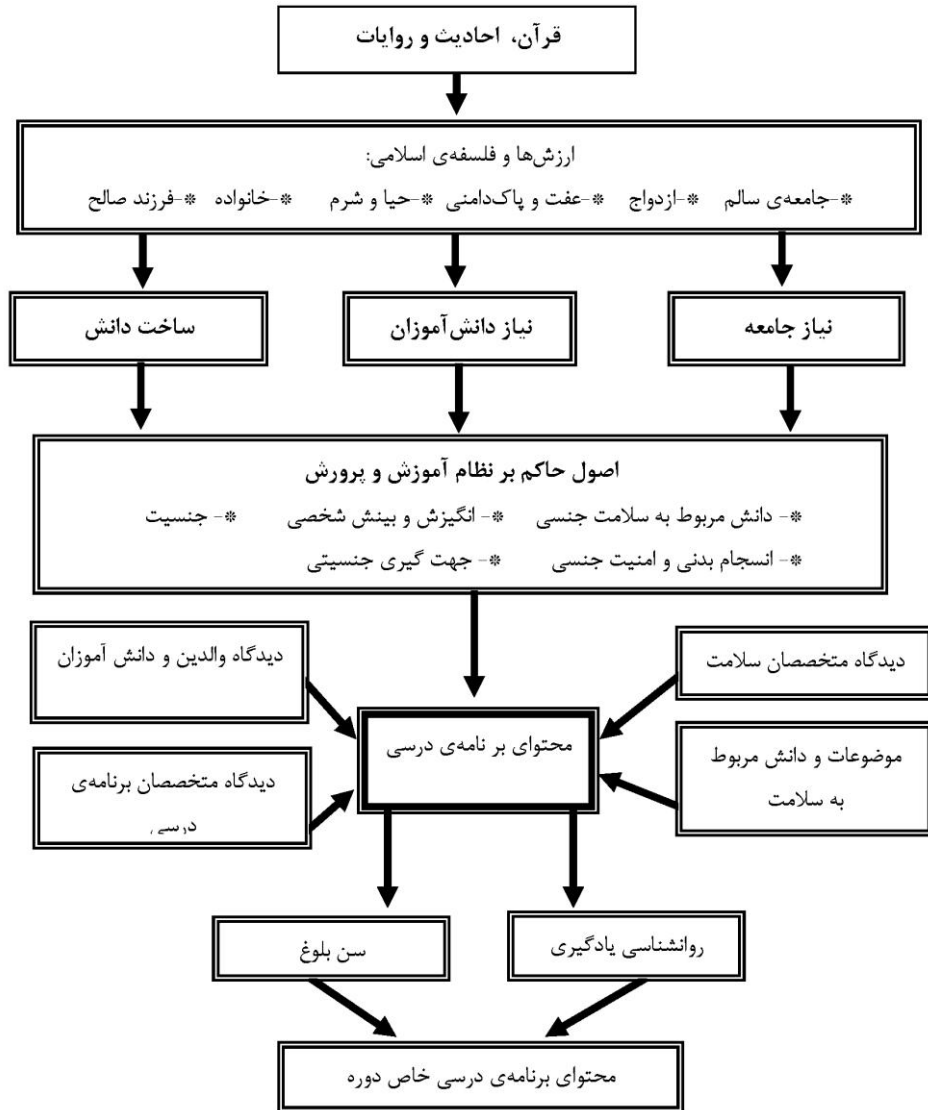 قرآن، احادیث و روایات
ارزش‌ها و فلسفه‌ی اسلامی:
*-جامعه‌ی سالم *-ازدواج *-عفت و پاک‌دامنی *-حیا و شرم *-خانواده *-فرزند صالح
نیاز جامعه
نیاز دانش‌آموزان
ساخت دانش
اصول حاکم بر نظام آموزش و پرورش
*- دانش مربوط به سلامت جنسی *- انگیزش و بینش شخصی *- جنسیت
*- انسجام بدنی و امنیت جنسی *- جهت گیری جنسیتی
دیدگاه متخصصان سلامت
دیدگاه والدین و دانش آموزان
محتوای بر نامه‌ی درسی
موضوعات و دانش مربوط
به سلامت
دیدگاه متخصصان برنامه‌ی
درسی
روانشناسی یادگیری
سن بلوغ
محتوای برنامه‌ی درسی خاص دوره